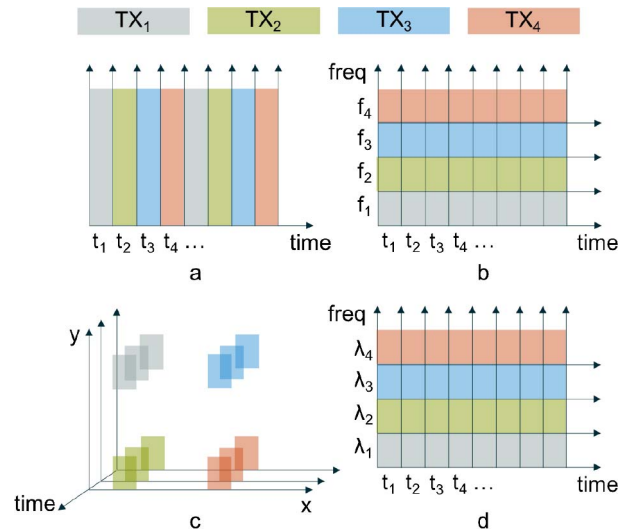 TX₁ TX₂ TX₃ TX₄
t₁ t₂ t₃ t₄ ... time
a
freq
f₄
f₃
f₂
f₁
t₁ t₂ t₃ t₄ ... time
b
y
time
x
c
freq
λ₄
λ₃
λ₂
λ₁
t₁ t₂ t₃ t₄ ... time
d